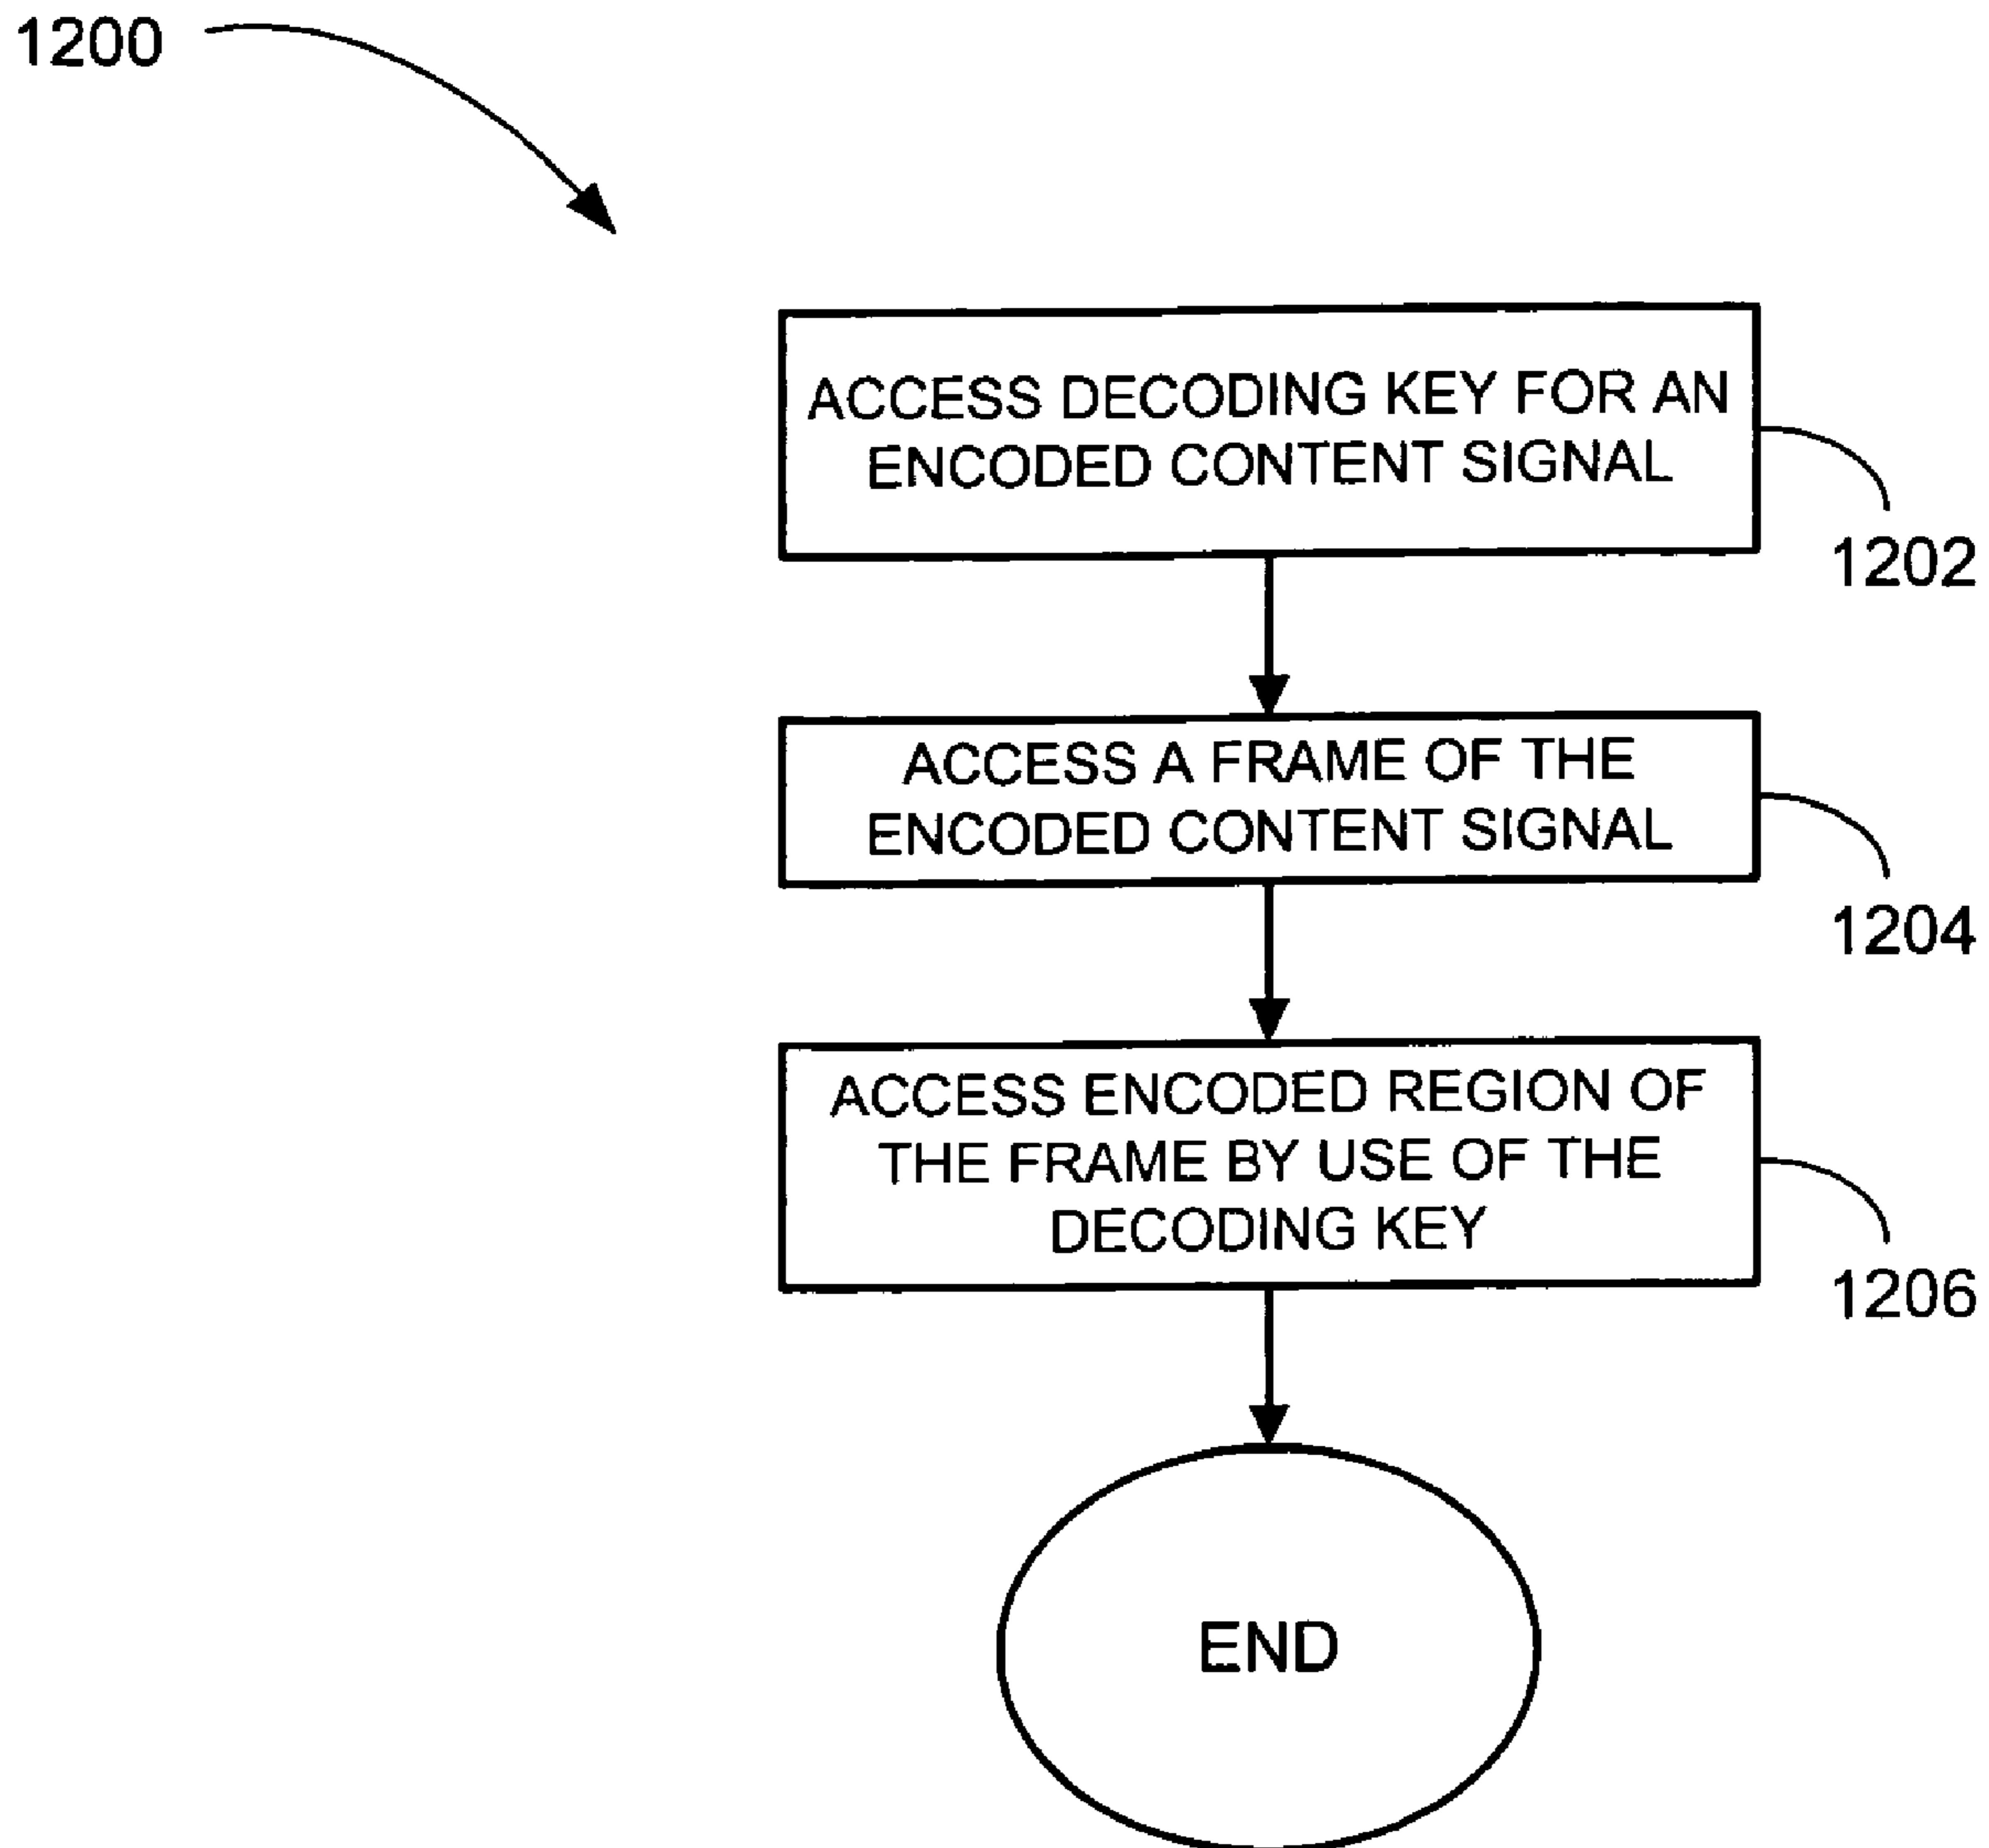 1200
ACCESS DECODING KEY FOR AN
ENCODED CONTENT SIGNAL
1202
ACCESS A FRAME OF THE
ENCODED CONTENT SIGNAL
1204
ACCESS ENCODED REGION OF
THE FRAME BY USE OF THE
DECODING KEY
1206
END